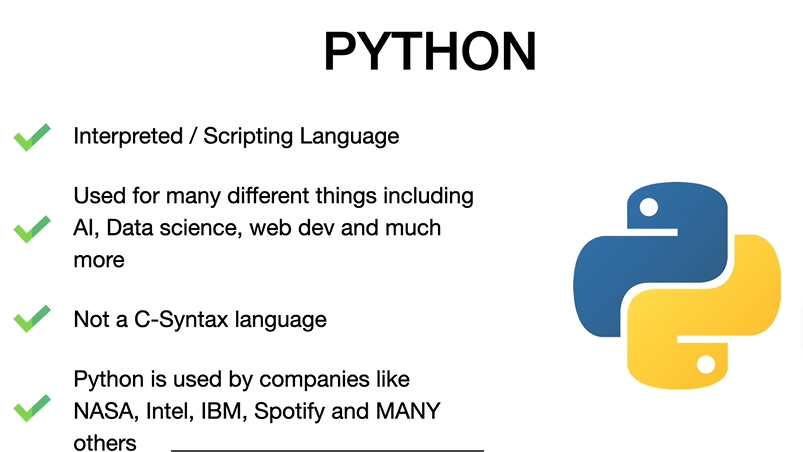 PYTHON
Interpreted / Scripting Language
Used for many different things including
AI, Data science, web dev and much
more
Not a C-Syntax language
Python is used by companies like
NASA, Intel, IBM, Spotify and MANY
others